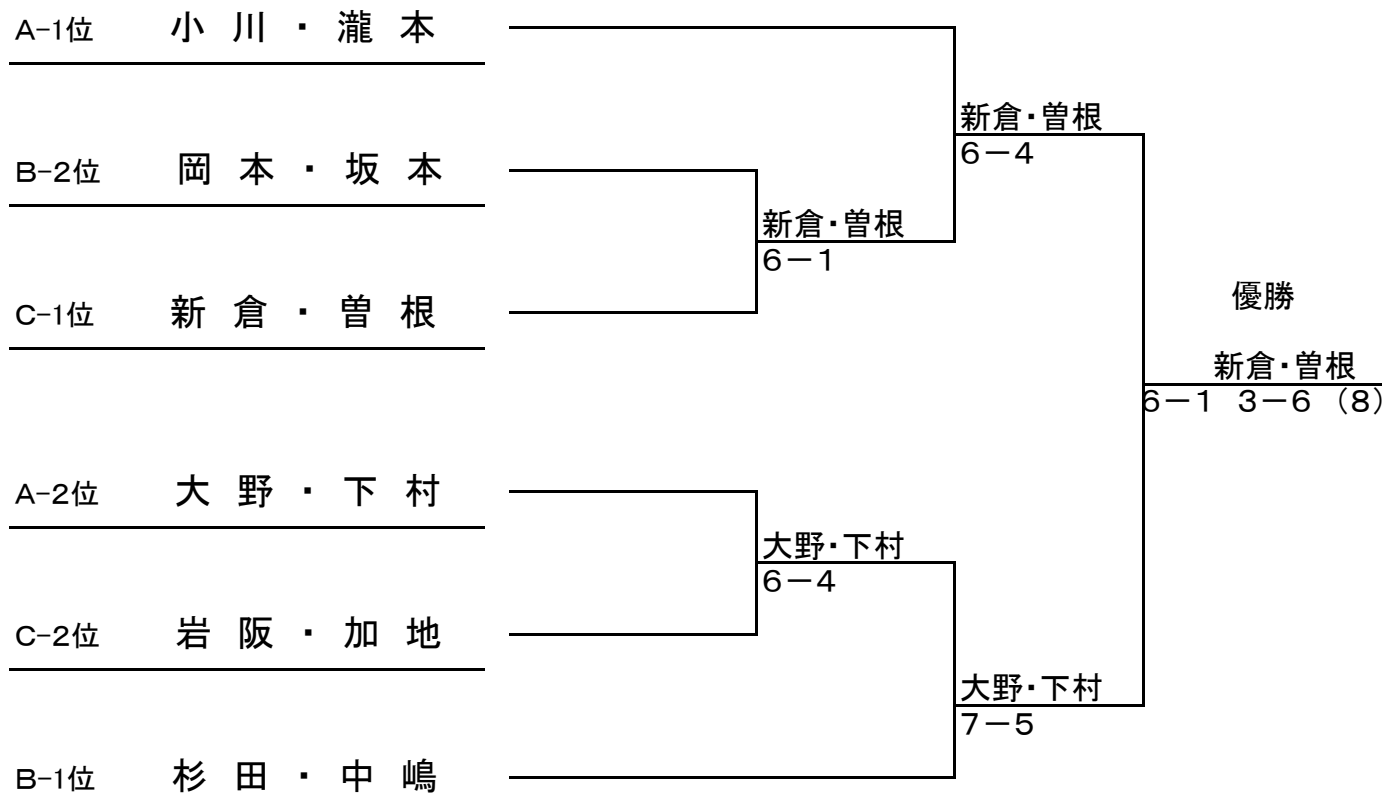 A-1位 小川・瀧本
新倉・曽根
6-4
B-2位 岡本・坂本
新倉・曽根
6-1
C-1位 新倉・曽根
優勝
新倉・曽根
6-1 3-6 (8)
A-2位 大野・下村
大野・下村
6-4
C-2位 岩阪・加地
大野・下村
7-5
B-1位 杉田・中嶋